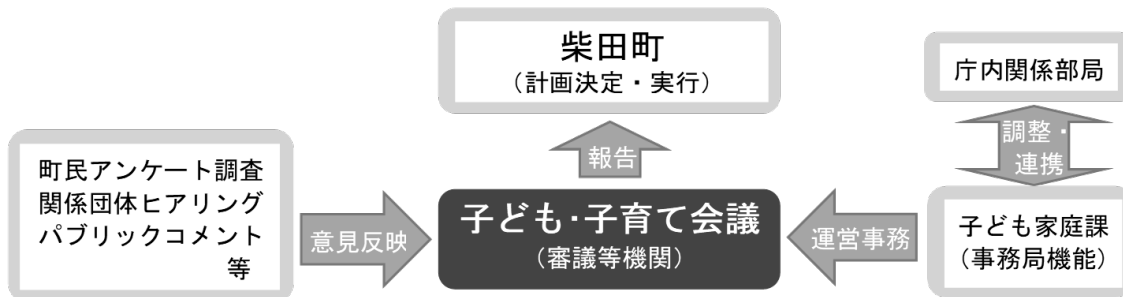 柴田町
（計画決定・実行）
庁内関係部局
調整・
連携
報告
町民アンケート調査
関係団体ヒアリング
パブリックコメント
等
意見反映
子ども・子育て会議
（審議等機関）
運営事務
子ども家庭課
（事務局機能）